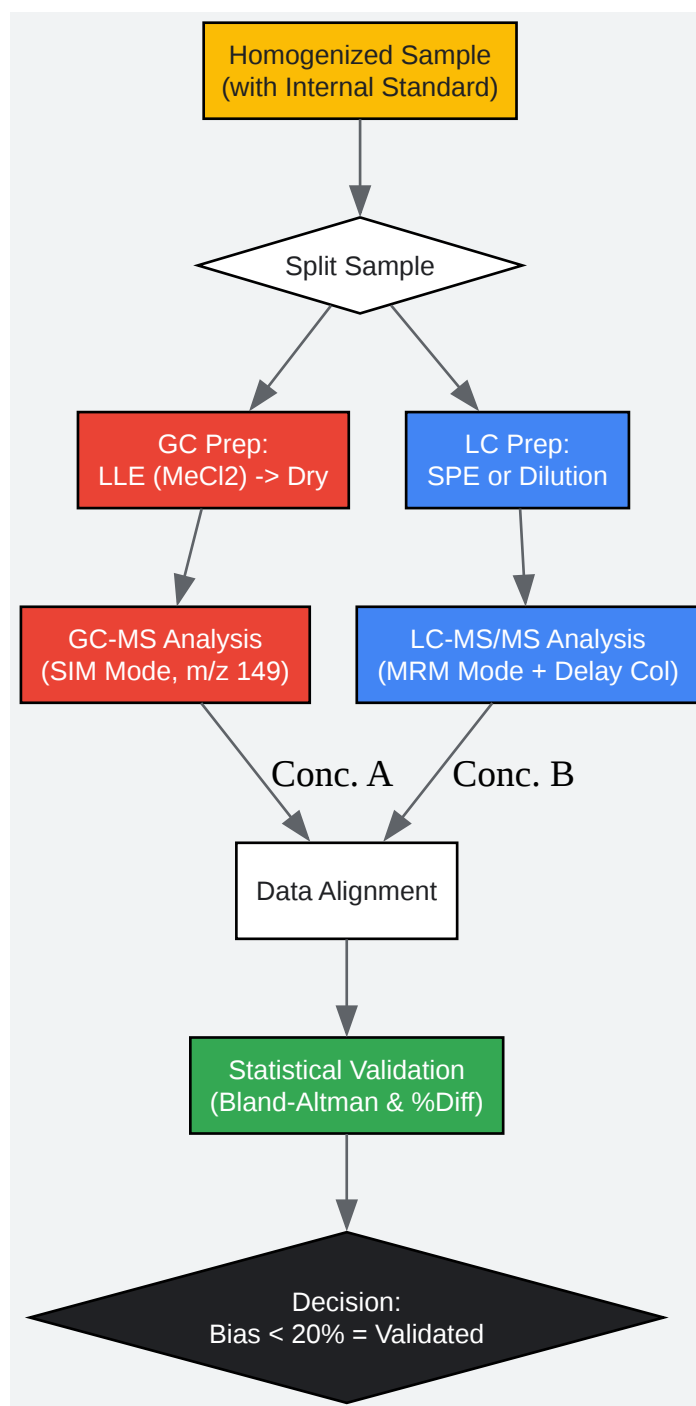 Homogenized Sample
(with Internal Standard)
Split Sample
GC Prep:
LLE (MeCl2) -> Dry
LC Prep:
SPE or Dilution
GC-MS Analysis
(SIM Mode, m/z 149)
LC-MS/MS Analysis
(MRM Mode + Delay Col)
Conc. A
Conc. B
Data Alignment
Statistical Validation
(Bland-Altman & %Diff)
Decision:
Bias < 20% = Validated